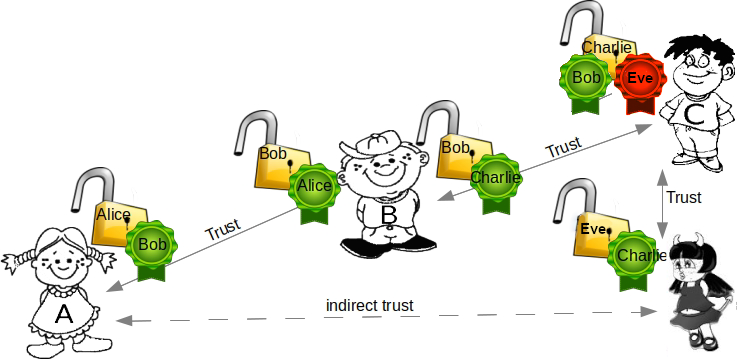 Charlie
Bob
Eve
C
Trust
Bob
Alice
B
Bob
Charlie
Trust
Alice
Bob
Trust
Eve
Charlie
A
indirect trust